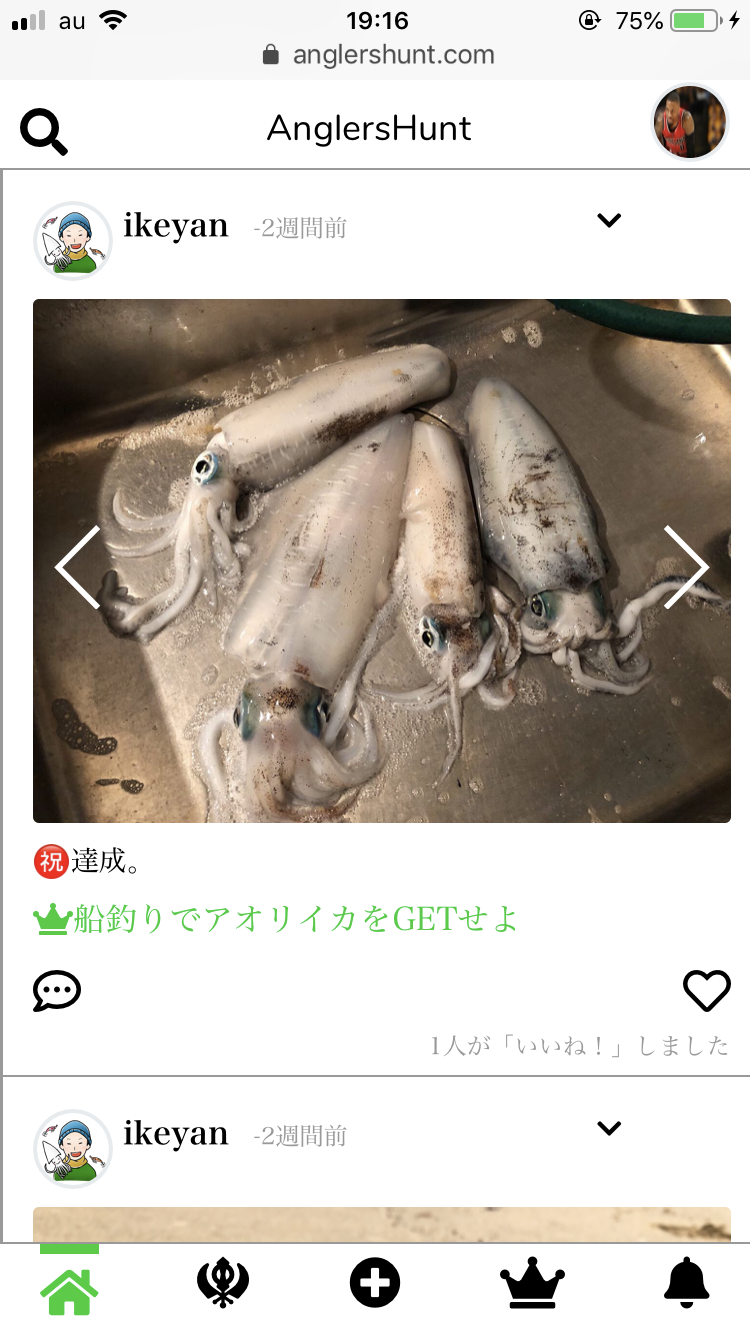 au 19:16 75%
anglershunt.com
AnglersHunt
ikeyan -2週間前
㊗達成。
船釣りでアオリイカをGETせよ
1人が「いいね！」しました
ikeyan -2週間前